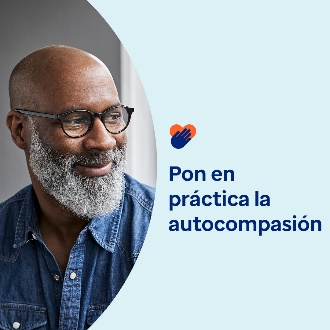 Pon en
práctica la
autocompasión